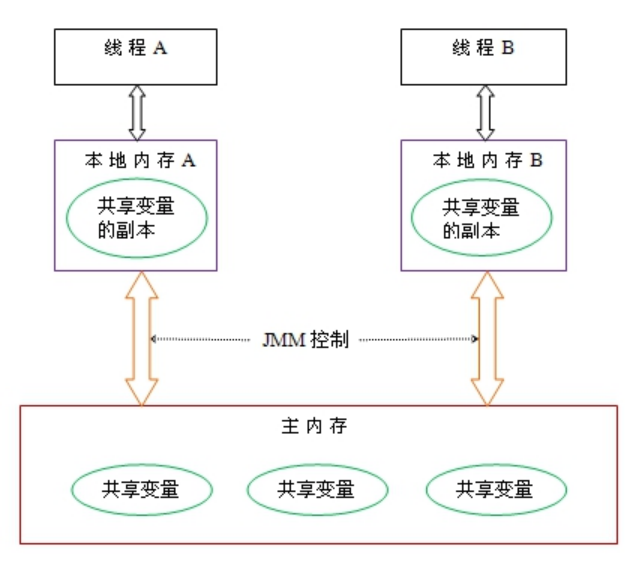 线程 A
线程 B
本地内存 A
本地内存 B
共享变量
的副本
共享变量
的副本
JMM 控制
主内存
共享变量
共享变量
共享变量